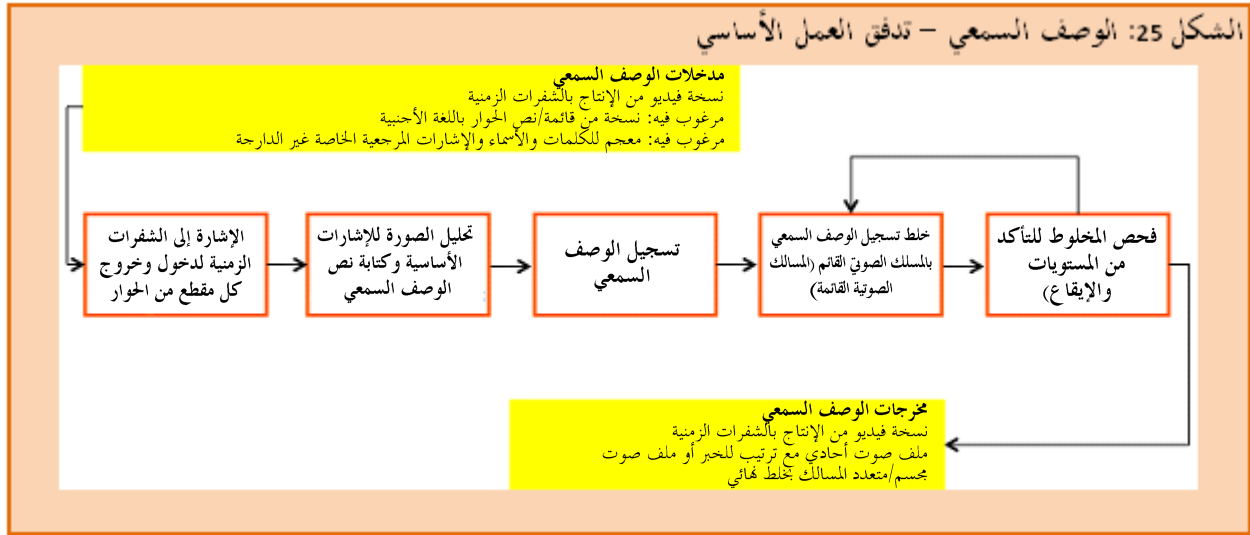 الشكل 25: الوصف السمعي – تدفق العمل الأساسي
مدخلات الوصف السمعي
نسخة فيديو من الإنتاج بالشفرات الزمنية
مرغوب فيه: نسخة من قائمة/نص الحوار باللغة الأجنبية
مرغوب فيه: معجم للكلمات والأسماء والإشارات المرجعية الخاصة غير الدارجة
الإشارة إلى الشفرات
الزمنية لدخول وخروج
كل مقطع من الحوار
تحليل الصورة للإشارات
الأساسية وكتابة نص
الوصف السمعي
تسجيل الوصف
السمعي
خلط تسجيل الوصف السمعي
بالمسلك الصوتي القائم (المسالك
الصوتية القائمة)
فحص المخلوط للتأكد
من المستويات
والإيقاع)
مخرجات الوصف السمعي
نسخة فيديو من الإنتاج بالشفرات الزمنية
ملف صوت أحادي مع ترتيب للخبر أو ملف صوت
مجسم/متعدد المسالك بخلط نهائي